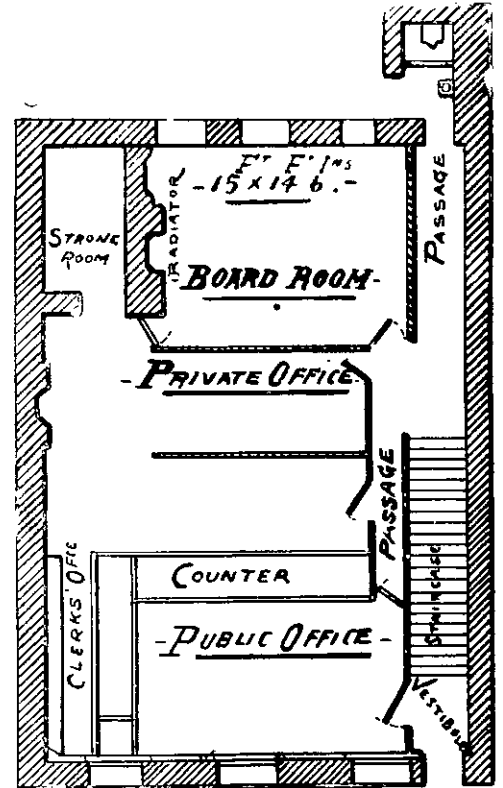 PASSAGE
FT FT INS
15 X 14 6.
STRONG
ROOM
RADIATOR
BOARD ROOM
PRIVATE OFFICE
PASSAGE
COUNTER
CLERKS' OFFE
STAIRCASE
PUBLIC OFFICE
VESTIBULE